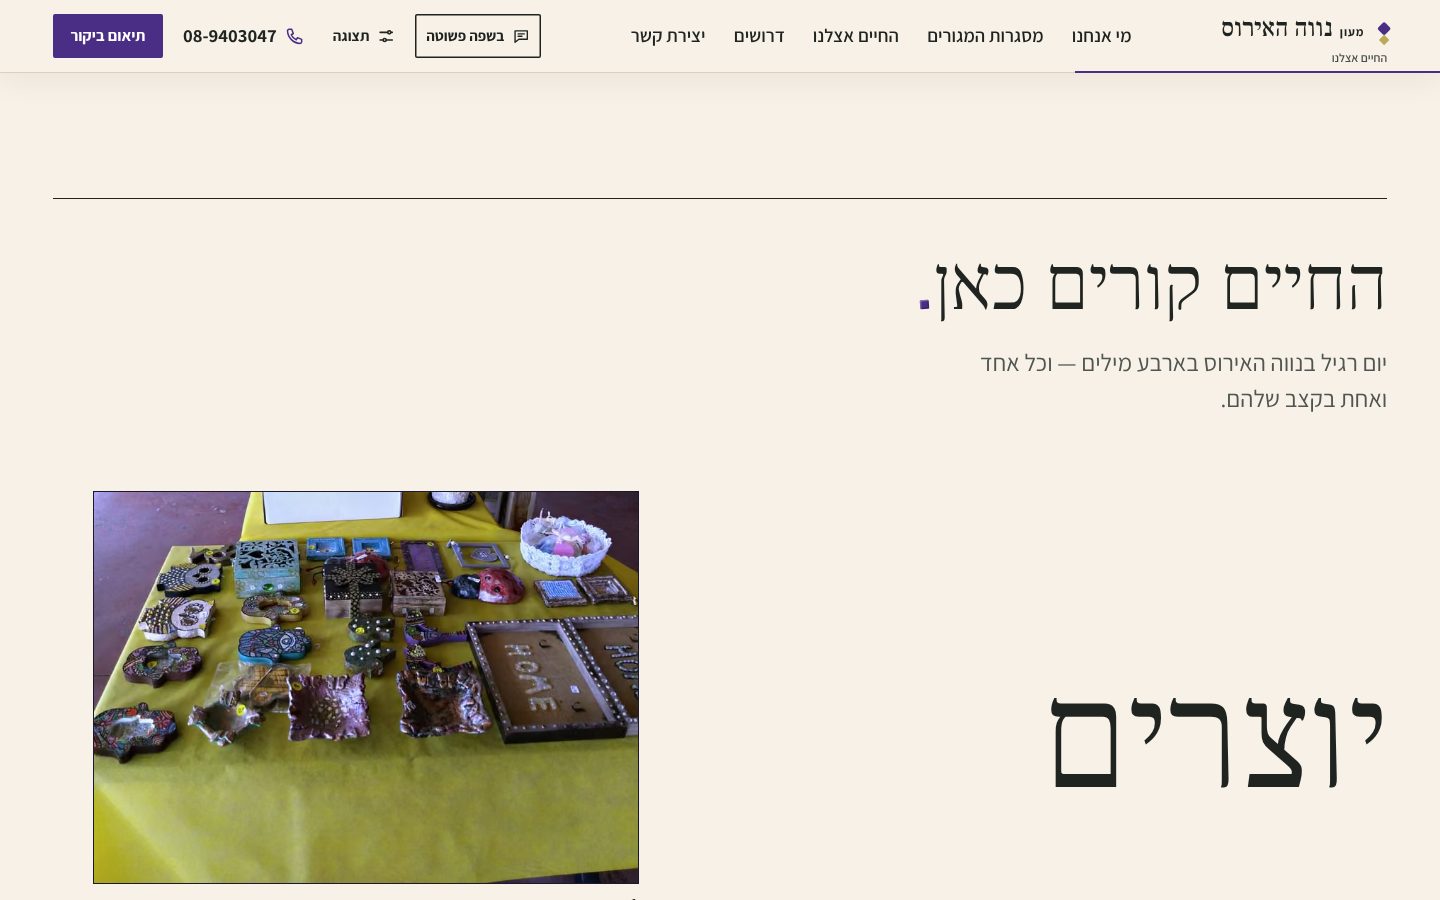 מעון נווה האירוס
החיים אצלנו
מי אנחנו
מסגרות המגורים
החיים אצלנו
דרושים
יצירת קשר
בשפה פשוטה
תצוגה
08-9403047
תיאום ביקור
החיים קורים כאן.
יום רגיל בנווה האירוס בארבע מילים — וכל אחד
ואחת בקצב שלהם.
יוצרים
HOME
HOME